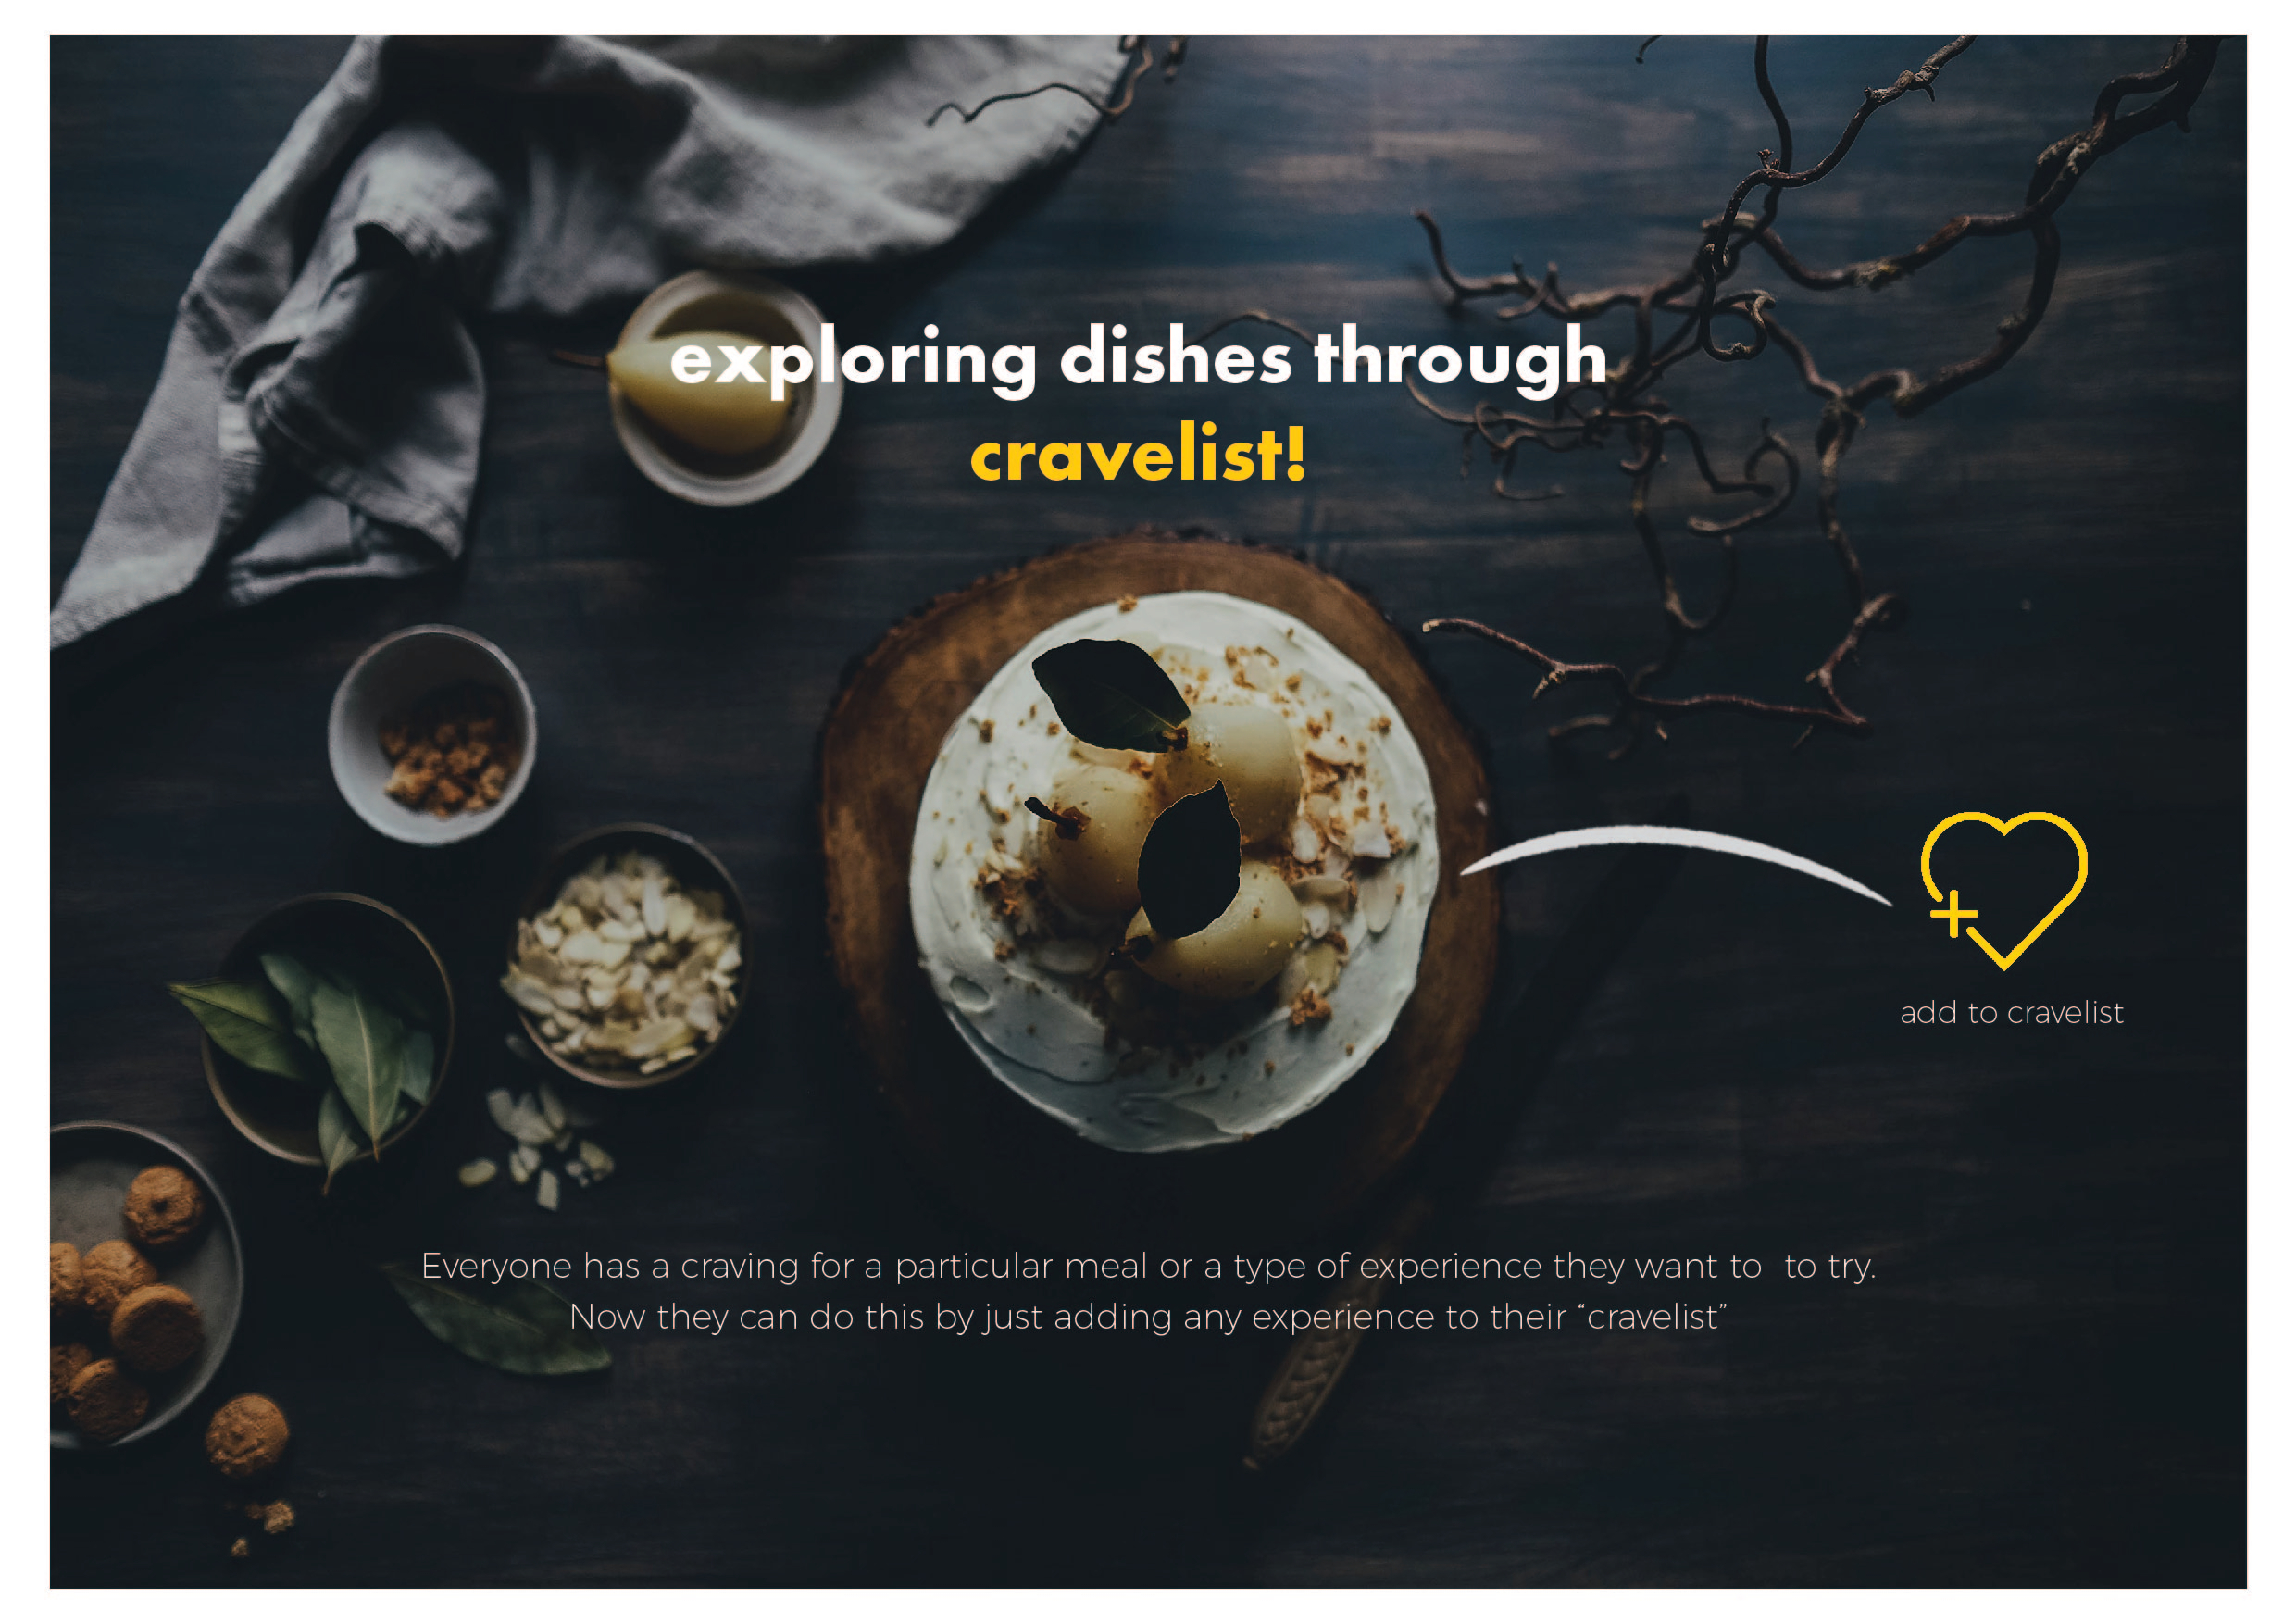 exploring dishes through
cravelist!
add to cravelist
Everyone has a craving for a particular meal or a type of experience they want to  to try.
Now they can do this by just adding any experience to their “cravelist”